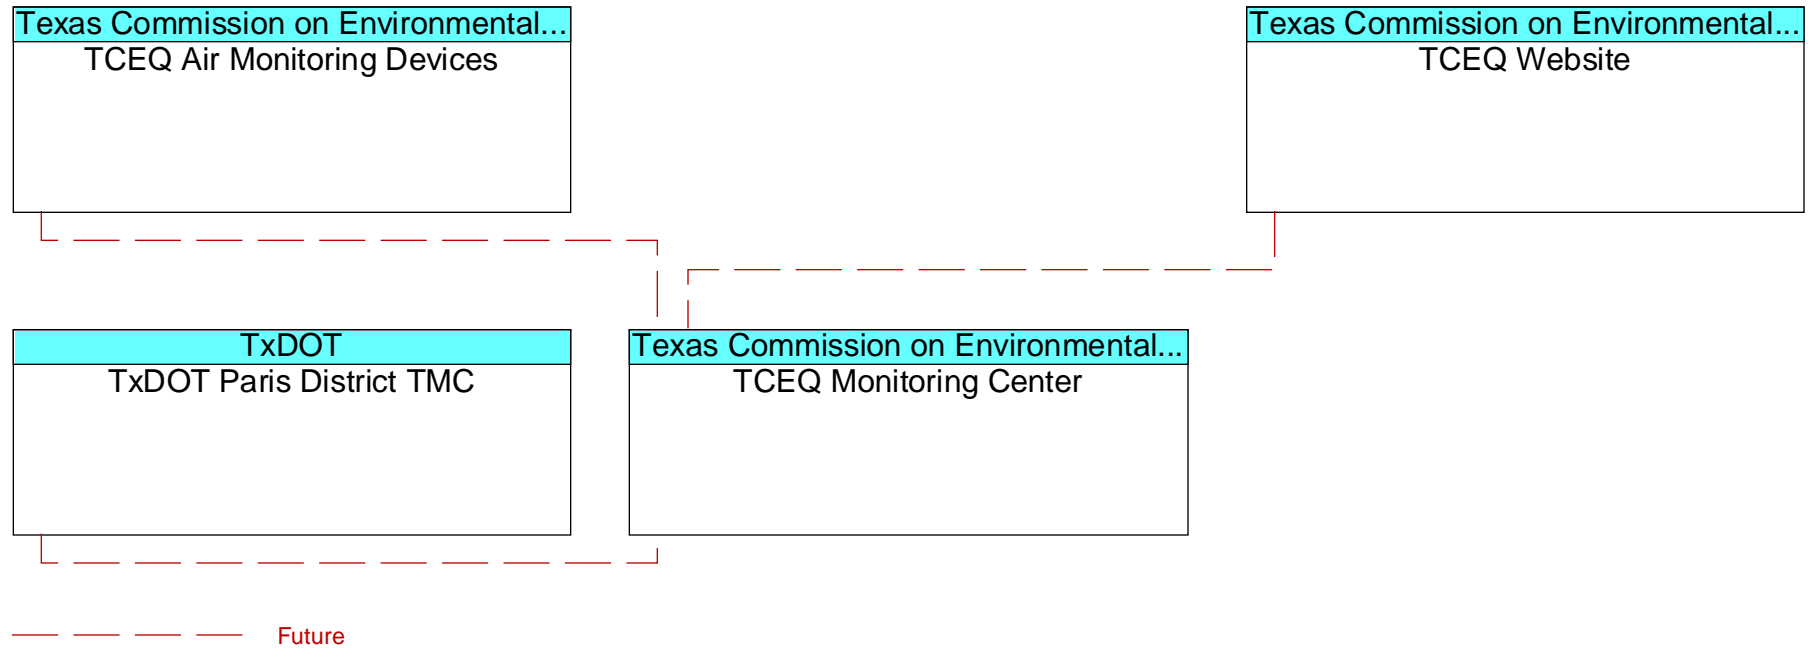 Texas Commission on Environmental...
TCEQ Air Monitoring Devices
Texas Commission on Environmental...
TCEQ Website
TxDOT
TxDOT Paris District TMC
Texas Commission on Environmental...
TCEQ Monitoring Center
Future